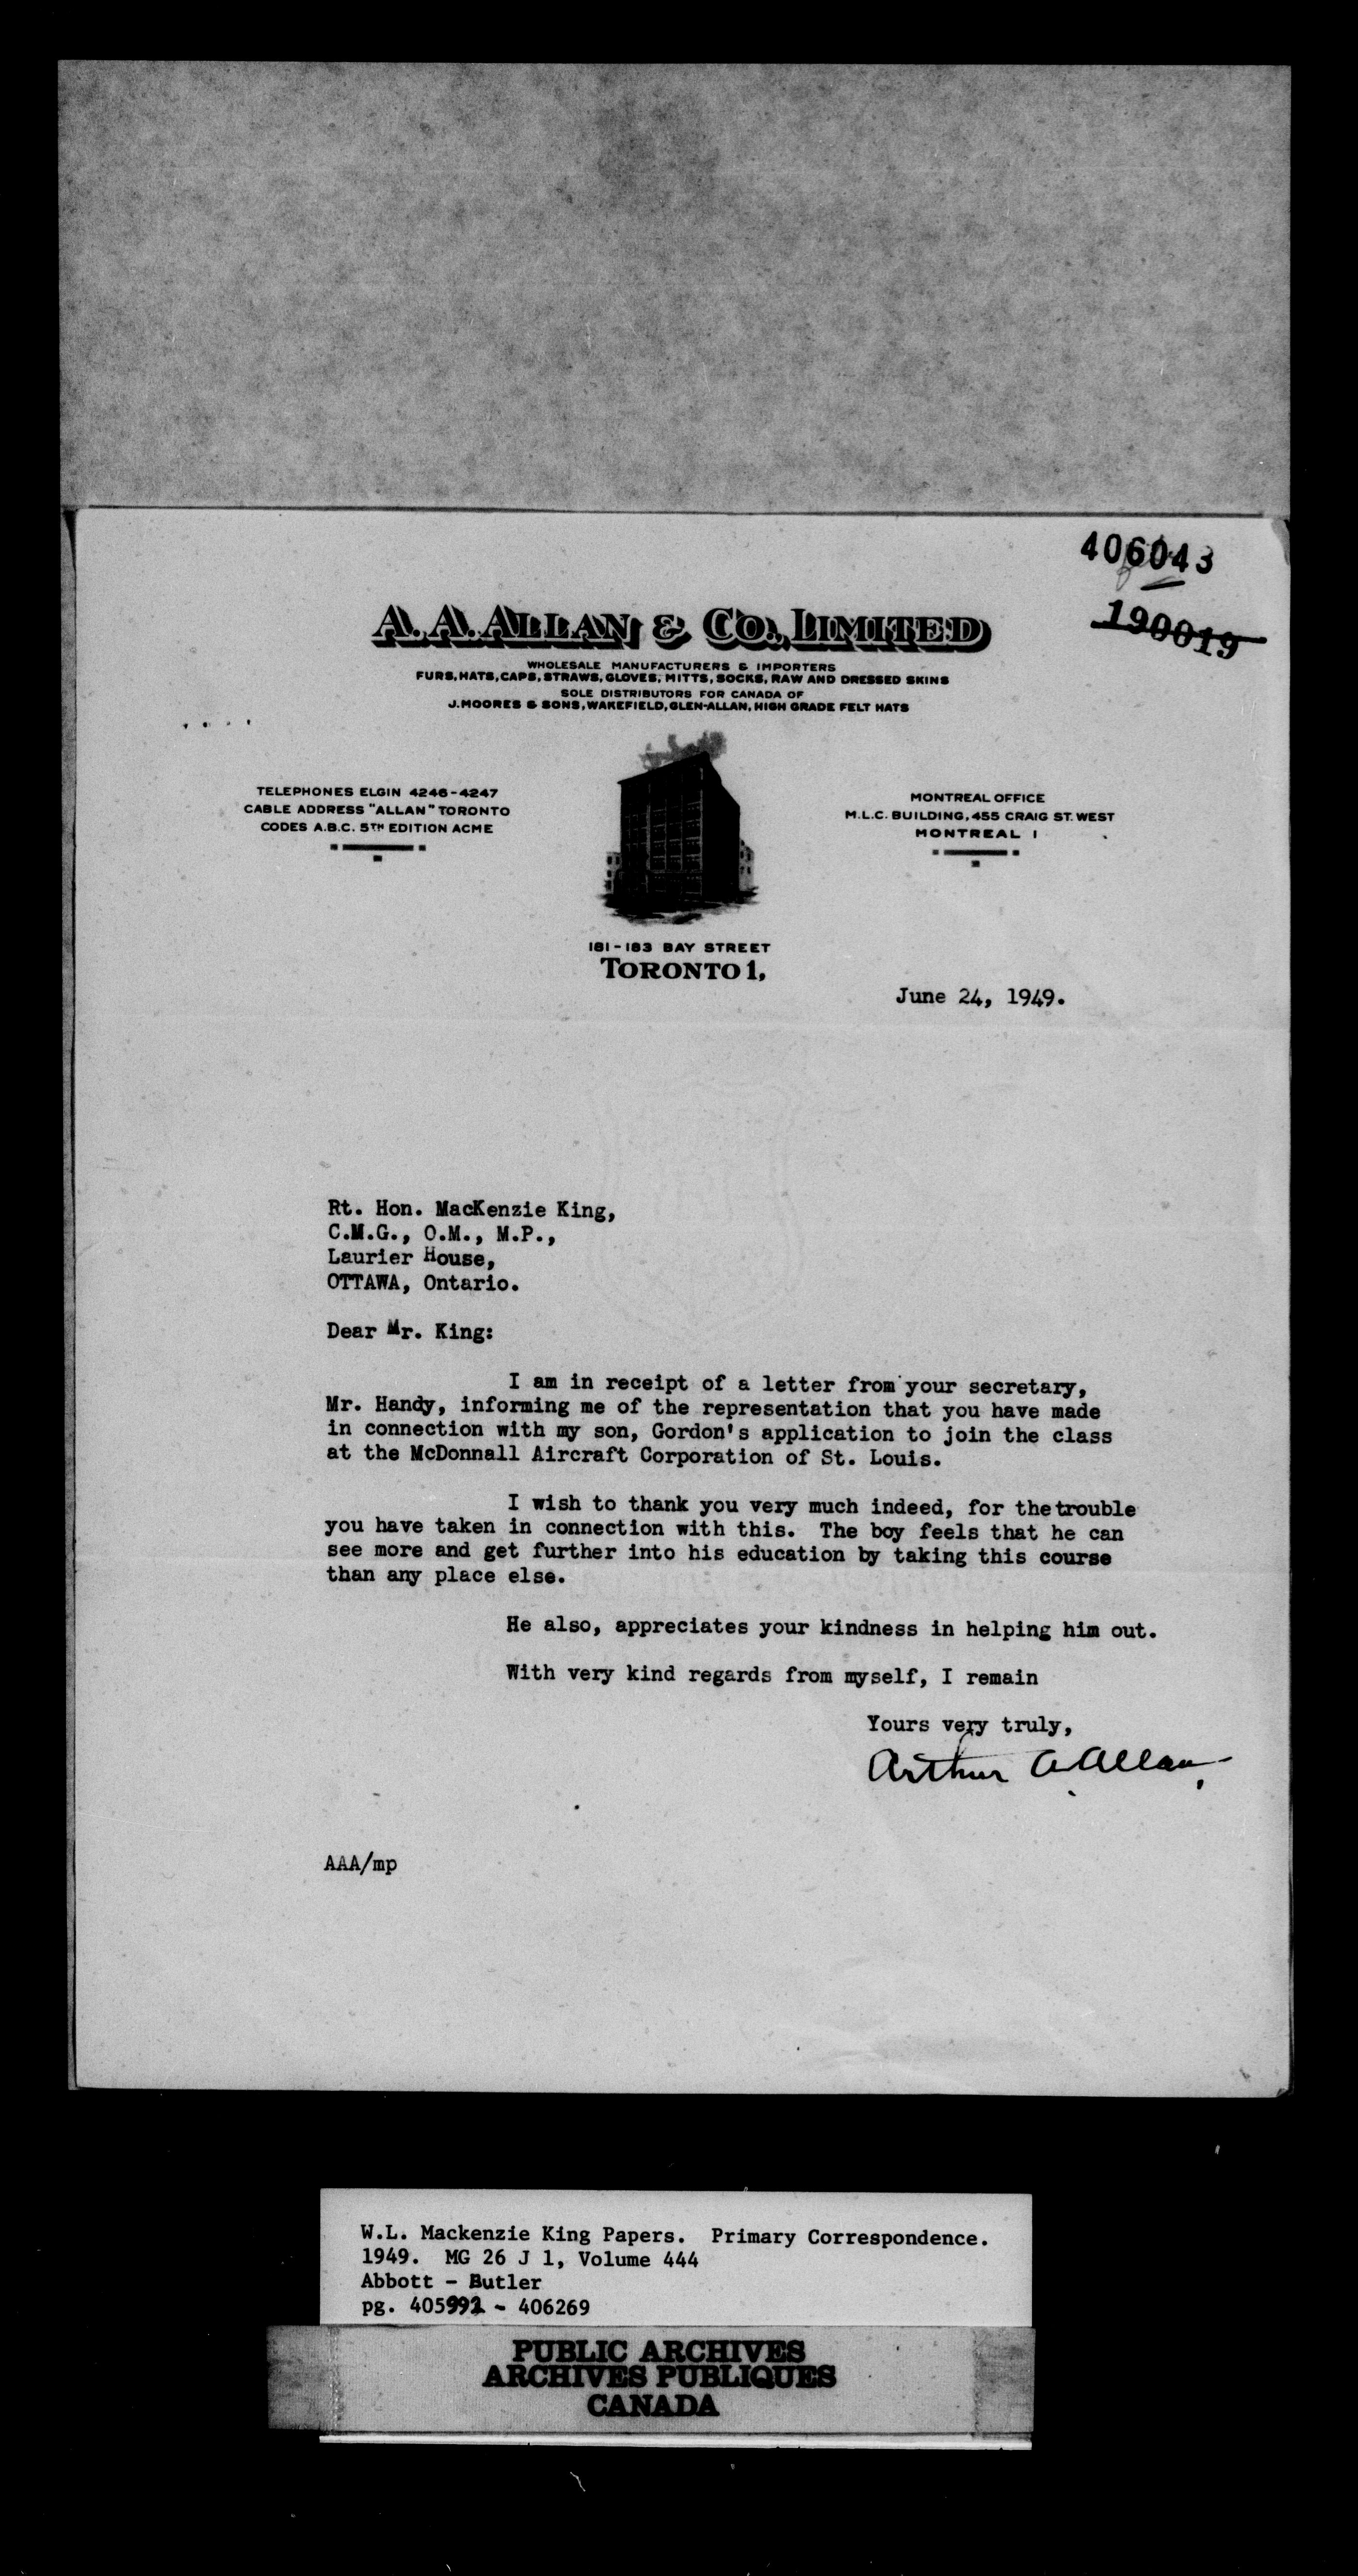 406043
190019
A. A. ALLAN & CO., LIMITED
WHOLESALE MANUFACTURERS & IMPORTERS
FURS, HATS, CAPS, STRAWS, GLOVES, MITTS, SOCKS, RAW AND DRESSED SKINS
SOLE DISTRIBUTORS FOR CANADA OF
J. MOORES & SONS, WAKEFIELD, GLEN-ALLAN, HIGH GRADE FELT HATS
TELEPHONES ELGIN 4246-4247
CABLE ADDRESS "ALLAN" TORONTO
CODES A.B.C. 5TH EDITION ACME
MONTREAL OFFICE
M.L.C. BUILDING, 455 CRAIG ST. WEST
MONTREAL 1
181-183 BAY STREET
TORONTO 1,
June 24, 1949.
Rt. Hon. MacKenzie King,
C.M.G., O.M., M.P.,
Laurier House,
OTTAWA, Ontario.
Dear Mr. King:
I am in receipt of a letter from your secretary,
Mr. Handy, informing me of the representation that you have made
in connection with my son, Gordon's application to join the class
at the McDonnall Aircraft Corporation of St. Louis.
I wish to thank you very much indeed, for the trouble
you have taken in connection with this. The boy feels that he can
see more and get further into his education by taking this course
than any place else.
He also, appreciates your kindness in helping him out.
With very kind regards from myself, I remain
Yours very truly,
Arthur A Allan,
AAA/mp
W.L. Mackenzie King Papers. Primary Correspondence.
1949. MG 26 J 1, Volume 444
Abbott - Butler
pg. 405992 - 406269
PUBLIC ARCHIVES
ARCHIVES PUBLIQUES
CANADA